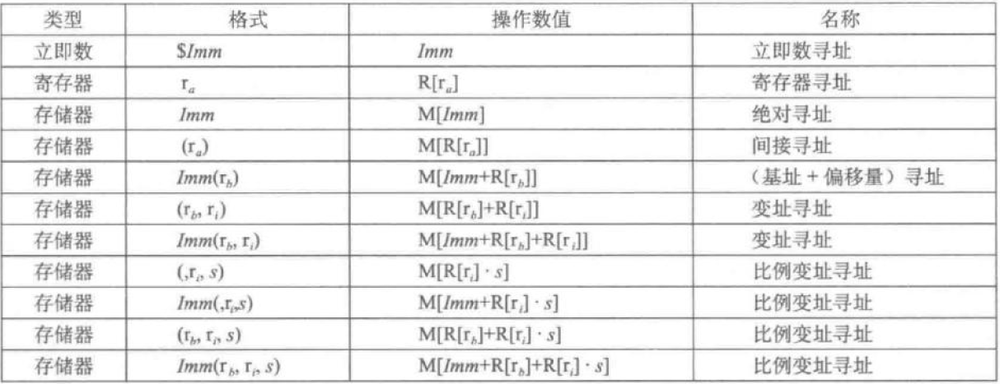 类型 格式 操作数值 名称
立即数 $Imm Imm 立即数寻址
寄存器 r_a R[r_a] 寄存器寻址
存储器 Imm M[Imm] 绝对寻址
存储器 (r_a) M[R[r_a]] 间接寻址
存储器 Imm(r_b) M[Imm+R[r_b]] （基址+偏移量）寻址
存储器 (r_b, r_i) M[R[r_b]+R[r_i]] 变址寻址
存储器 Imm(r_b, r_i) M[Imm+R[r_b]+R[r_i]] 变址寻址
存储器 (,r_i, s) M[R[r_i] · s] 比例变址寻址
存储器 Imm(,r_i,s) M[Imm+R[r_i] · s] 比例变址寻址
存储器 (r_b, r_i, s) M[R[r_b]+R[r_i] · s] 比例变址寻址
存储器 Imm(r_b, r_i, s) M[Imm+R[r_b]+R[r_i] · s] 比例变址寻址